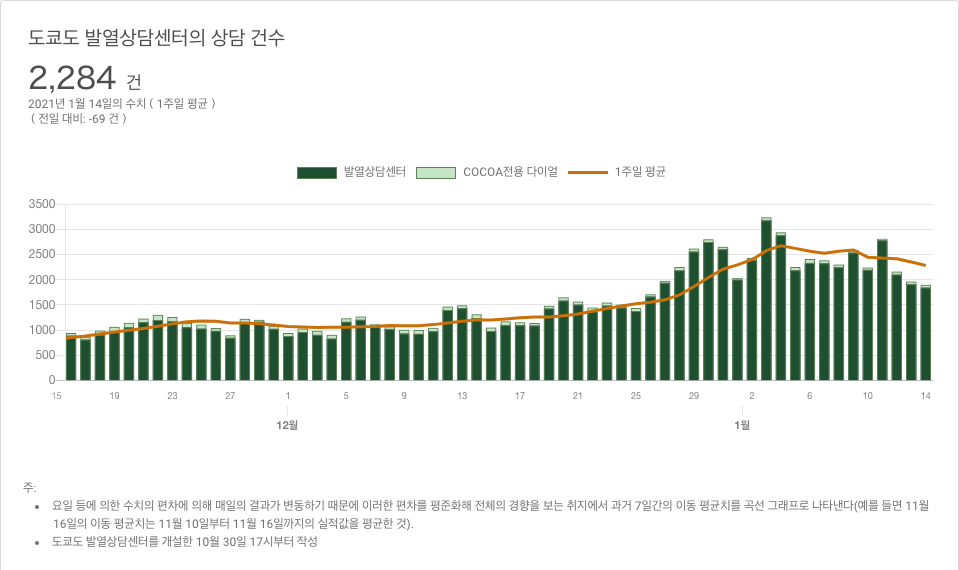 도쿄도 발열상담센터의 상담 건수
2,284 건
2021년 1월 14일의 수치 ( 1주일 평균 )
( 전일 대비: -69 건 )
발열상담센터 COCOA전용 다이얼 1주일 평균
3500
3000
2500
2000
1500
1000
500
0
15 19 23 27 1 5 9 13 17 21 25 29 2 6 10 14
12월 1월
주:
요일 등에 의한 수치의 편차에 의해 매일의 결과가 변동하기 때문에 이러한 편차를 평준화해 전체의 경향을 보는 취지에서 과거 7일간의 이동 평균치를 곡선 그래프로 나타낸다(예를 들면 11월
16일의 이동 평균치는 11월 10일부터 11월 16일까지의 실적값을 평균한 것).
도쿄도 발열상담센터를 개설한 10월 30일 17시부터 작성